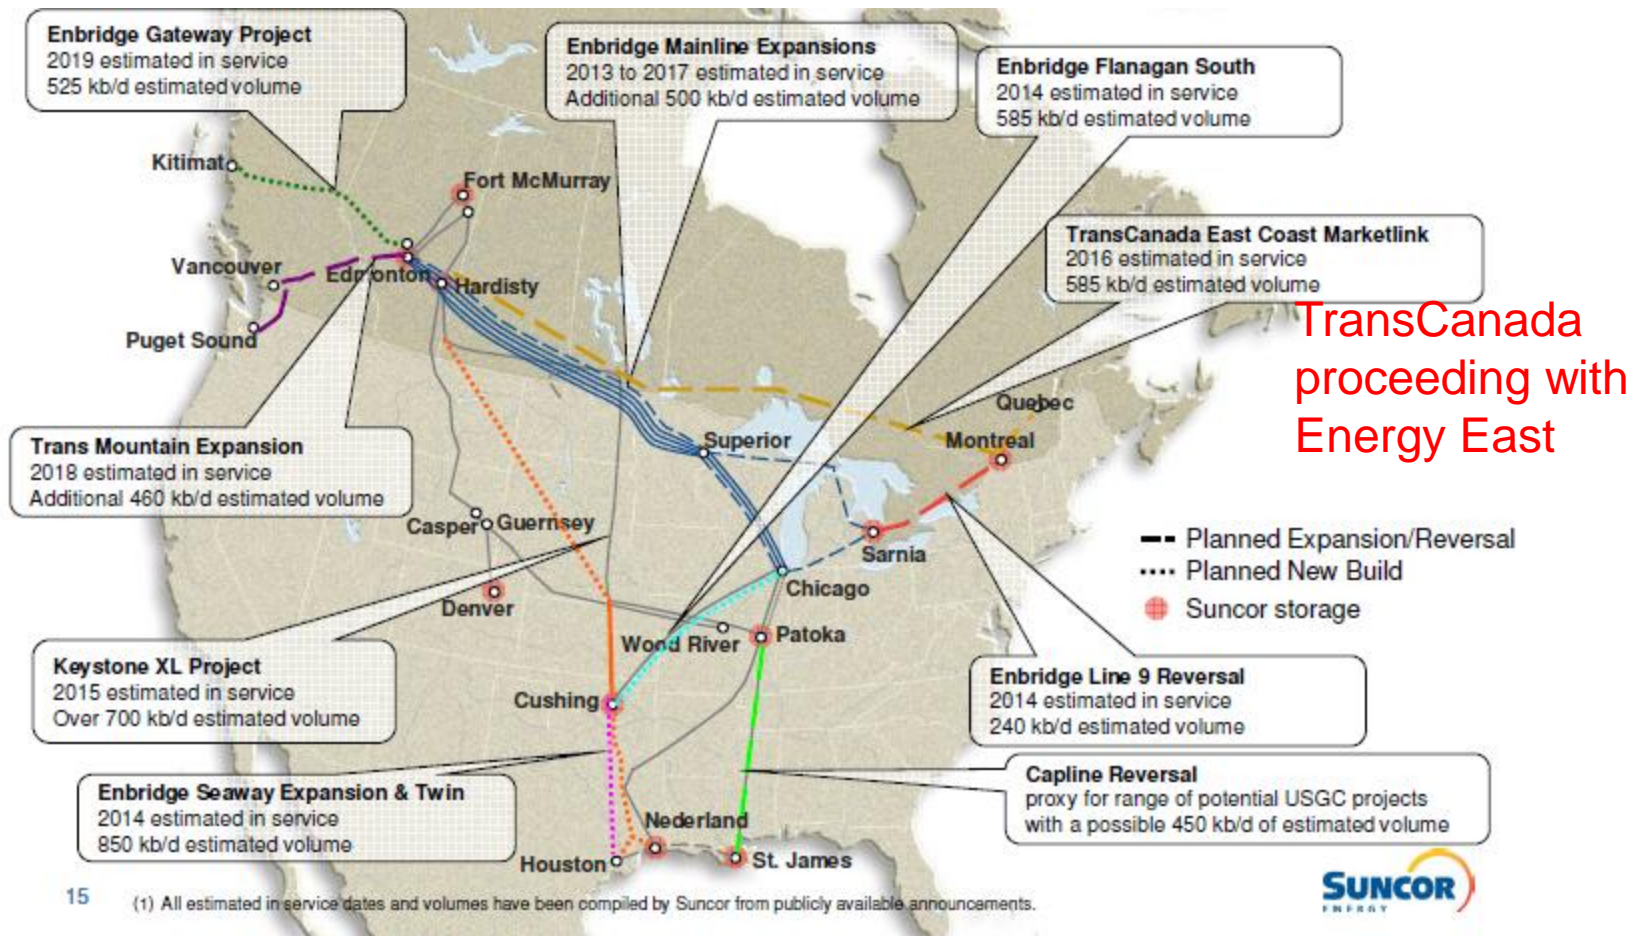 Enbridge Gateway Project
2019 estimated in service
525 kb/d estimated volume
Enbridge Mainline Expansions
2013 to 2017 estimated in service
Additional 500 kb/d estimated volume
Enbridge Flanagan South
2014 estimated in service
585 kb/d estimated volume
Kitimat
Fort McMurray
TransCanada East Coast Marketlink
2016 estimated in service
585 kb/d estimated volume
Vancouver
Edmonton
Hardisty
Puget Sound
TransCanada
proceeding with
Energy East
Quebec
Montreal
Trans Mountain Expansion
2018 estimated in service
Additional 460 kb/d estimated volume
Superior
Casper
Guernsey
Sarnia
Planned Expansion/Reversal
Planned New Build
Suncor storage
Denver
Chicago
Wood River
Patoka
Keystone XL Project
2015 estimated in service
Over 700 kb/d estimated volume
Cushing
Enbridge Line 9 Reversal
2014 estimated in service
240 kb/d estimated volume
Enbridge Seaway Expansion & Twin
2014 estimated in service
850 kb/d estimated volume
Capline Reversal
proxy for range of potential USGC projects
with a possible 450 kb/d of estimated volume
Nederland
Houston
St. James
15
(1) All estimated in service dates and volumes have been compiled by Suncor from publicly available announcements.
SUNCOR
ENERGY